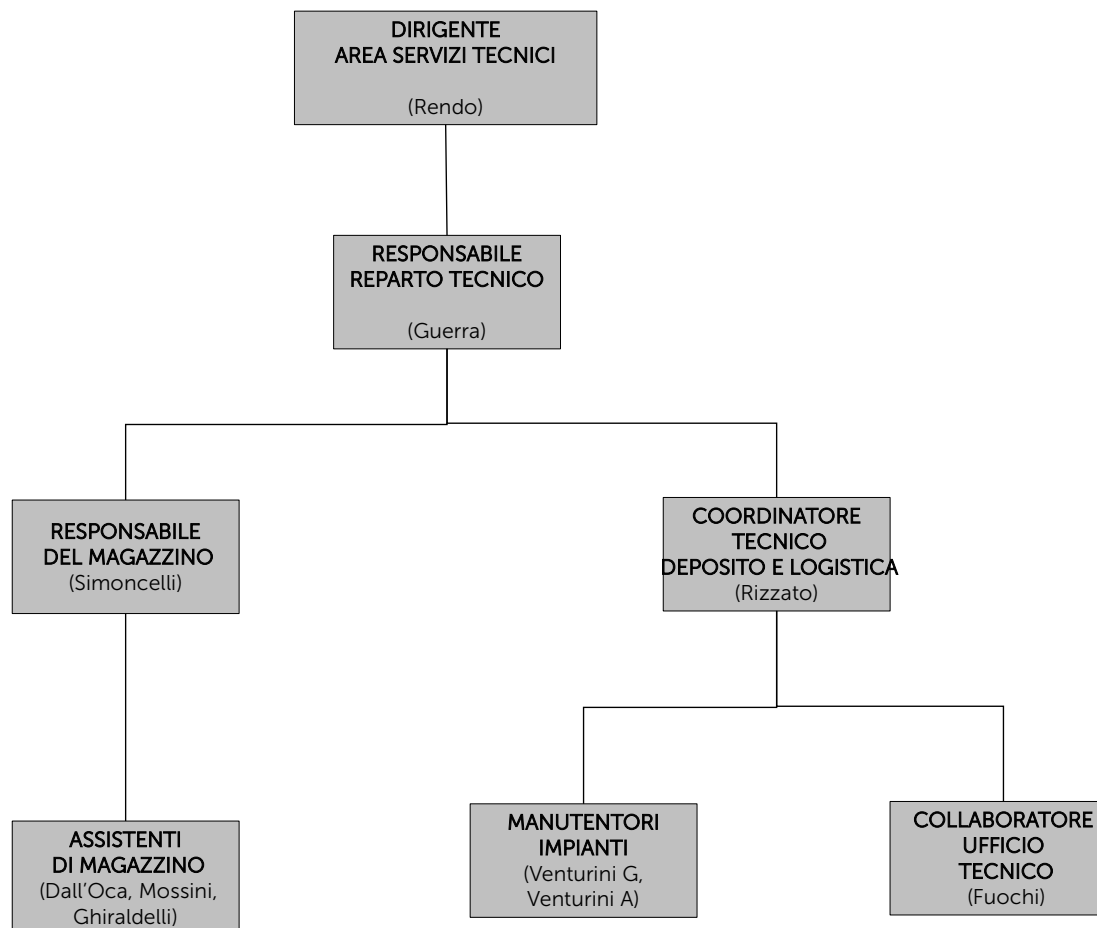 DIRIGENTE
AREA SERVIZI TECNICI
(Rendo)
RESPONSABILE
REPARTO TECNICO
(Guerra)
RESPONSABILE
DEL MAGAZZINO
(Simoncelli)
COORDINATORE
TECNICO
DEPOSITO E LOGISTICA
(Rizzato)
ASSISTENTI
DI MAGAZZINO
(Dall'Oca, Mossini,
Ghiraldelli)
MANUTENTORI
IMPIANTI
(Venturini G,
Venturini A)
COLLABORATORE
UFFICIO
TECNICO
(Fuochi)